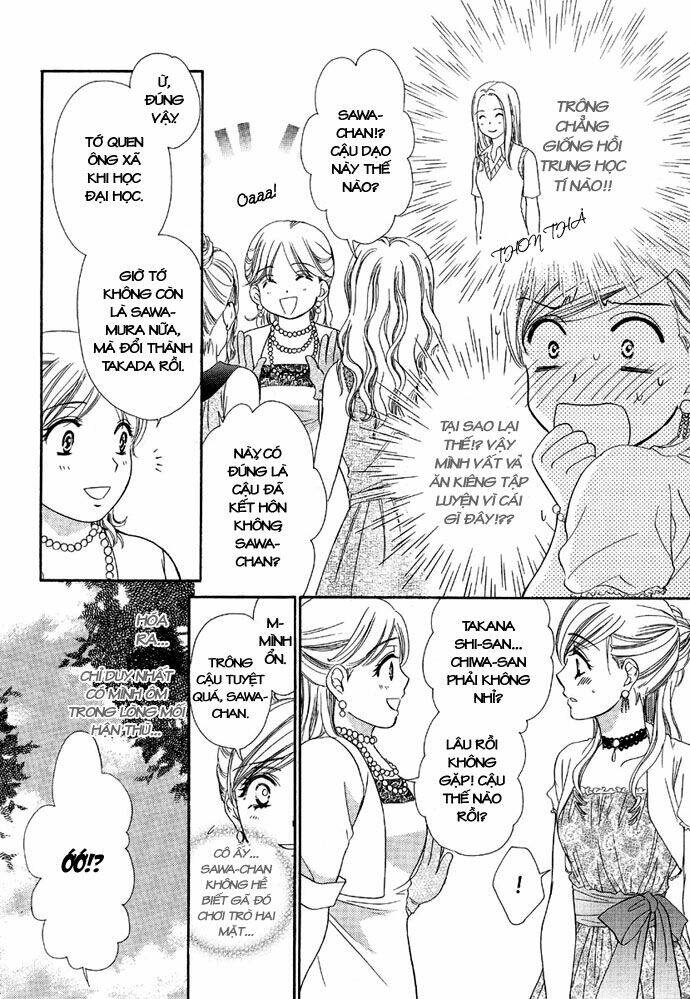 TRÔNG
CHẲNG
GIỐNG HỒI
TRUNG HỌC
TÍ NÀO!!
THON THẢ
SAWA-
CHAN!?
CẬU DẠO
NÀY THẾ
NÀO?
Oaaa!
Ừ,
ĐÚNG
VẬY.
TỚ QUEN
ÔNG XÃ
KHI HỌC
ĐẠI HỌC.
GIỜ TỚ
KHÔNG CÒN
LÀ SAWA-
MURA NỮA,
MÀ ĐỔI THÀNH
TAKADA RỒI.
TẠI SAO LẠI
THẾ!? VẬY
MÌNH VẤT VẢ
ĂN KIÊNG TẬP
LUYỆN VÌ CÁI
GÌ ĐÂY!??
NÀY, CÓ
ĐÚNG LÀ
CẬU ĐÃ
KẾT HÔN
KHÔNG,
SAWA-
CHAN?
TAKANA
SHI-SAN...
CHIWA-SAN
PHẢI KHÔNG
NHỈ?
LÂU RỒI
KHÔNG
GẶP! CẬU
THẾ NÀO
RỒI?
!
M-
MÌNH
ỔN.
TRÔNG
CẬU TUYỆT
QUÁ, SAWA-
CHAN.
CÔ ẤY...
SAWA-CHAN
KHÔNG HỀ
BIẾT GÃ ĐÓ
CHƠI TRÒ HAI
MẶT...
HÓA
RA...
CHỈ DUY NHẤT
CÓ MÌNH ÔM
TRONG LÒNG MỐI
HẬN THÙ...
ÓÓ!?